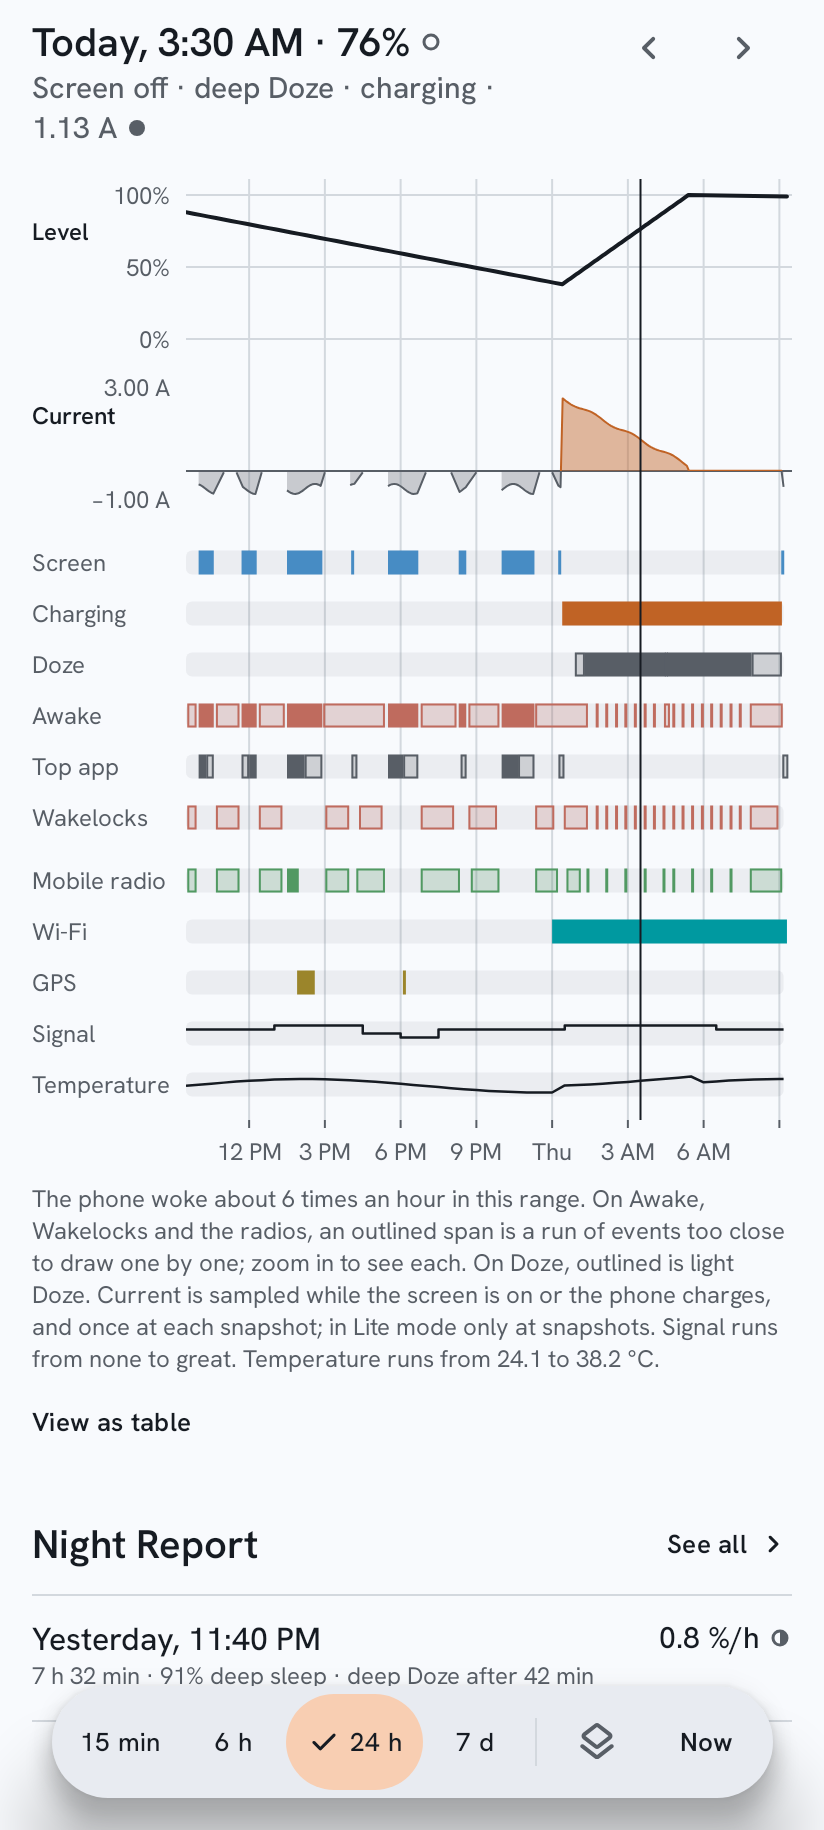 Today, 3:30 AM · 76%
Screen off · deep Doze · charging ·
1.13 A
100%
Level
50%
0%
3.00 A
Current
−1.00 A
Screen
Charging
Doze
Awake
Top app
Wakelocks
Mobile radio
Wi-Fi
GPS
Signal
Temperature
12 PM 3 PM 6 PM 9 PM Thu 3 AM 6 AM
The phone woke about 6 times an hour in this range. On Awake,
Wakelocks and the radios, an outlined span is a run of events too close
to draw one by one; zoom in to see each. On Doze, outlined is light
Doze. Current is sampled while the screen is on or the phone charges,
and once at each snapshot; in Lite mode only at snapshots. Signal runs
from none to great. Temperature runs from 24.1 to 38.2 °C.
View as table
Night Report See all
Yesterday, 11:40 PM 0.8 %/h
7 h 32 min · 91% deep sleep · deep Doze after 42 min
15 min 6 h 24 h 7 d Now